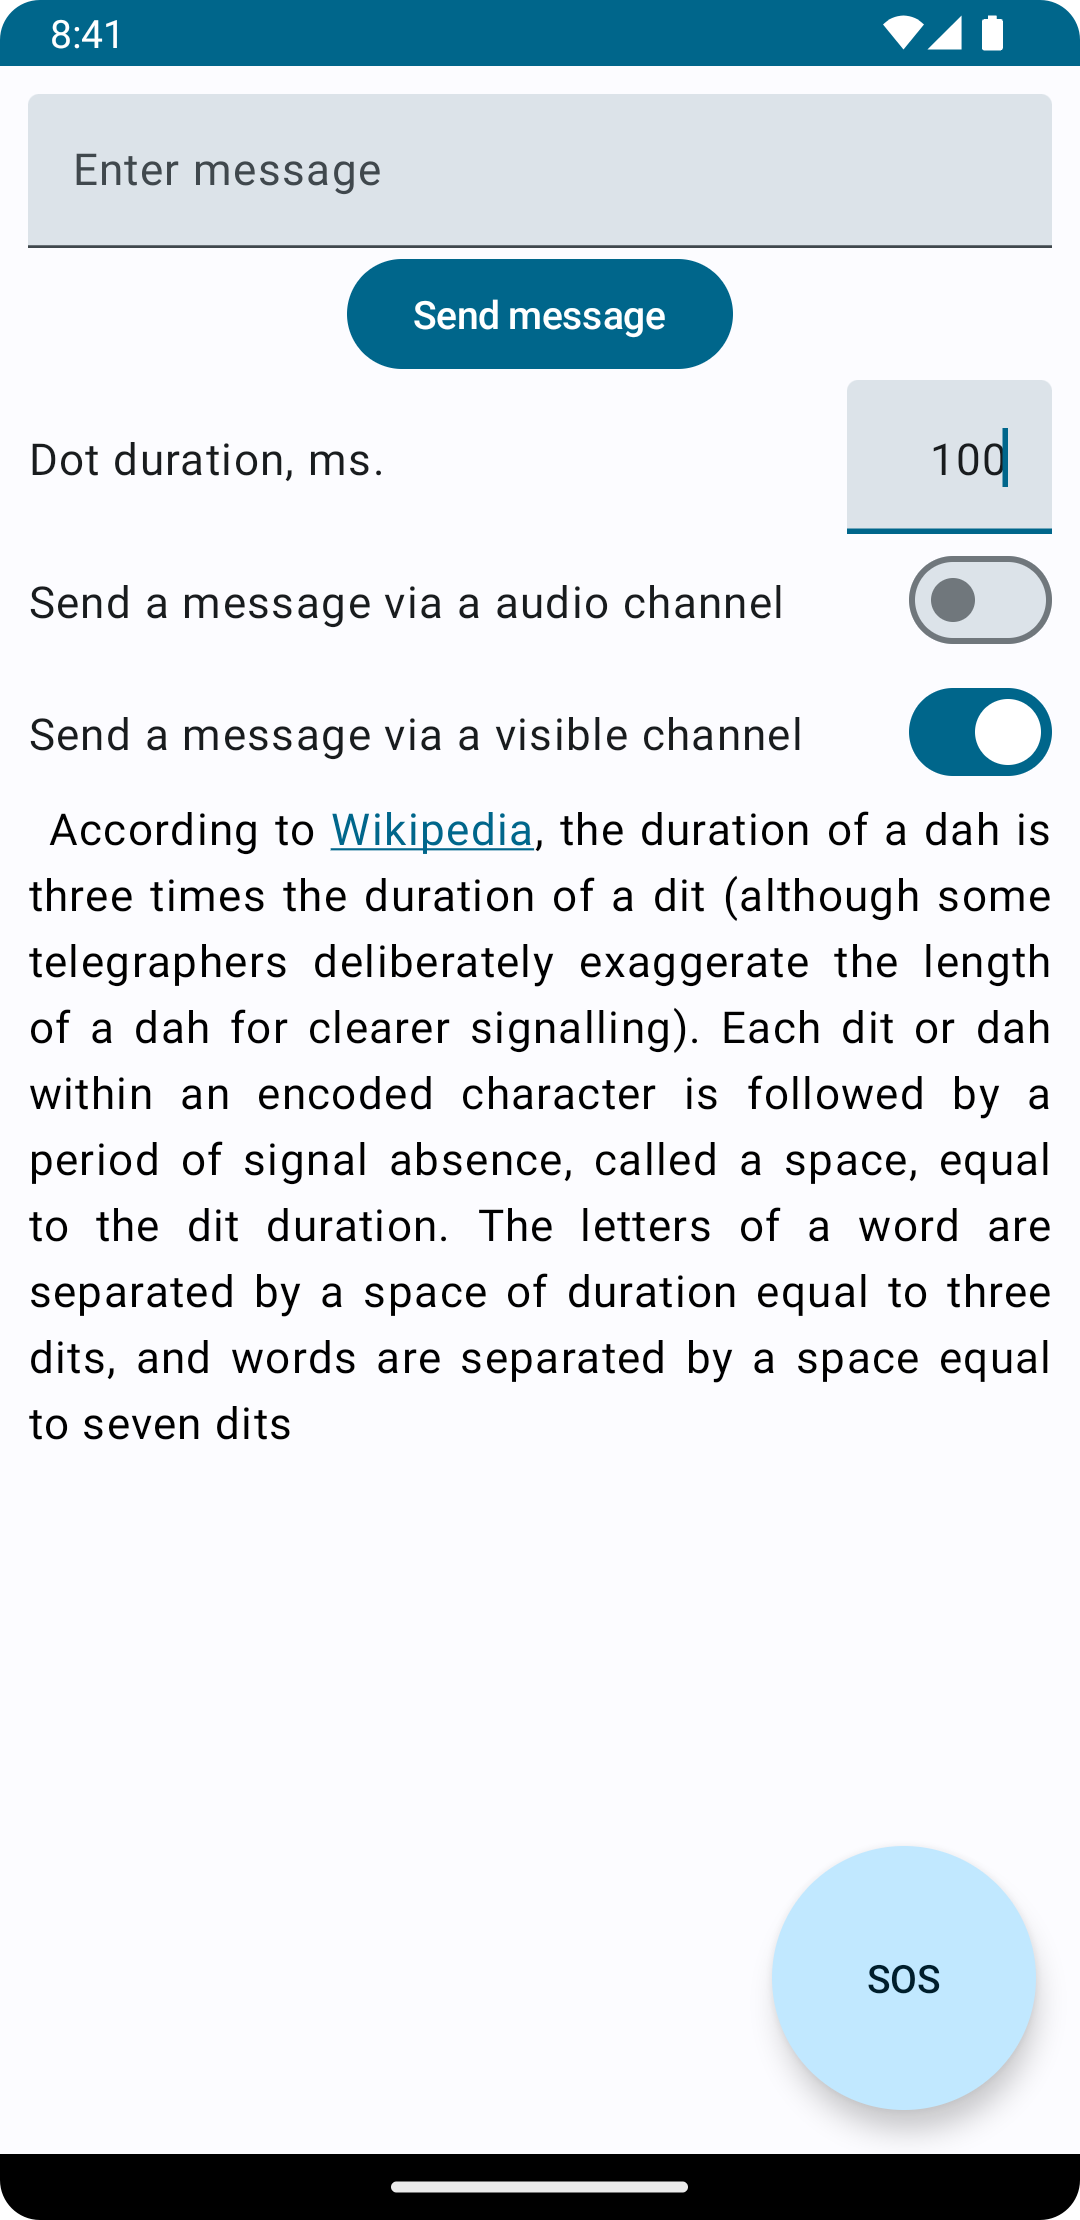 8:41
Enter message
Send message
Dot duration, ms.
100
Send a message via a audio channel
Send a message via a visible channel
According to Wikipedia, the duration of a dah is
three times the duration of a dit (although some
telegraphers deliberately exaggerate the length
of a dah for clearer signalling). Each dit or dah
within an encoded character is followed by a
period of signal absence, called a space, equal
to the dit duration. The letters of a word are
separated by a space of duration equal to three
dits, and words are separated by a space equal
to seven dits
SOS